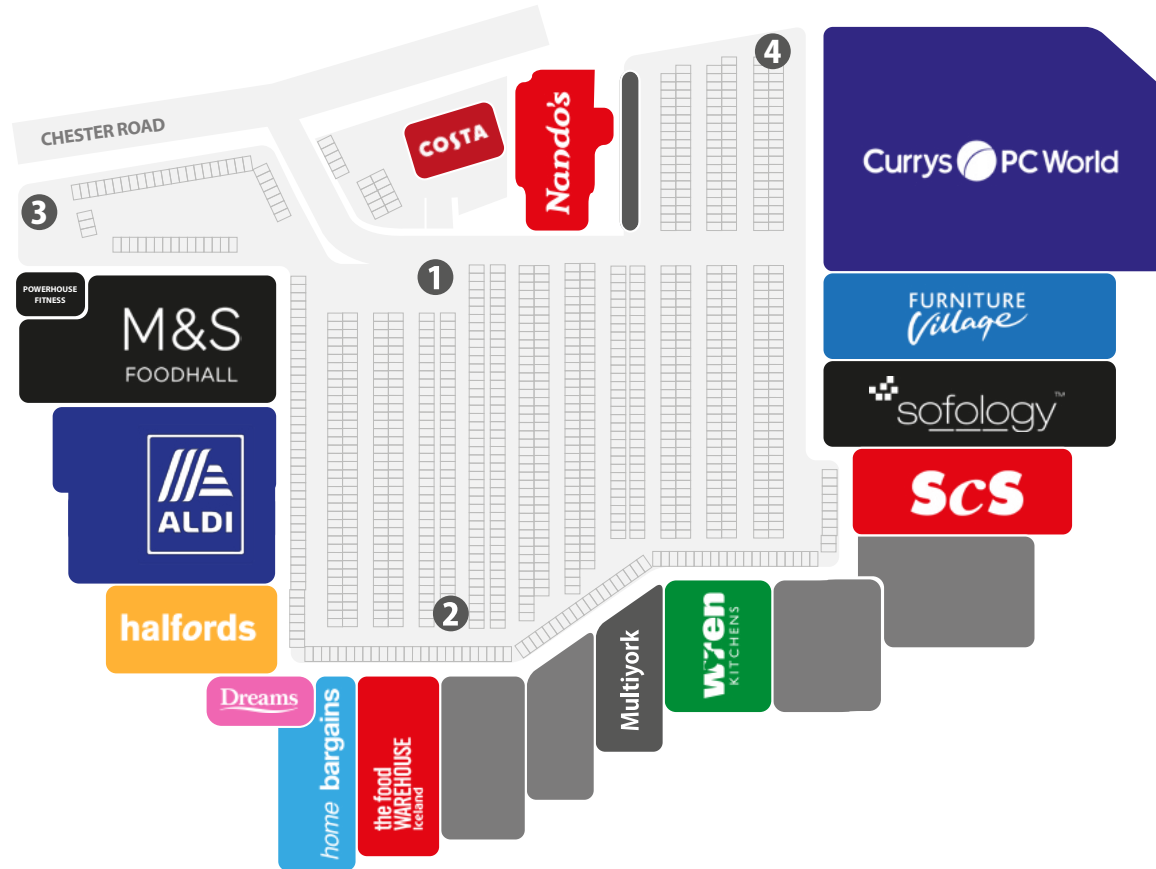 CHESTER ROAD
COSTA
Nando's
4
Currys PC World
3
1
POWERHOUSE
FITNESS
M&S
FOODHALL
FURNITURE
Village
sofology™
ScS
ALDI
halfords
2
Dreams
home bargains
the food
WAREHOUSE
Iceland
Multiyork
wren
KITCHENS